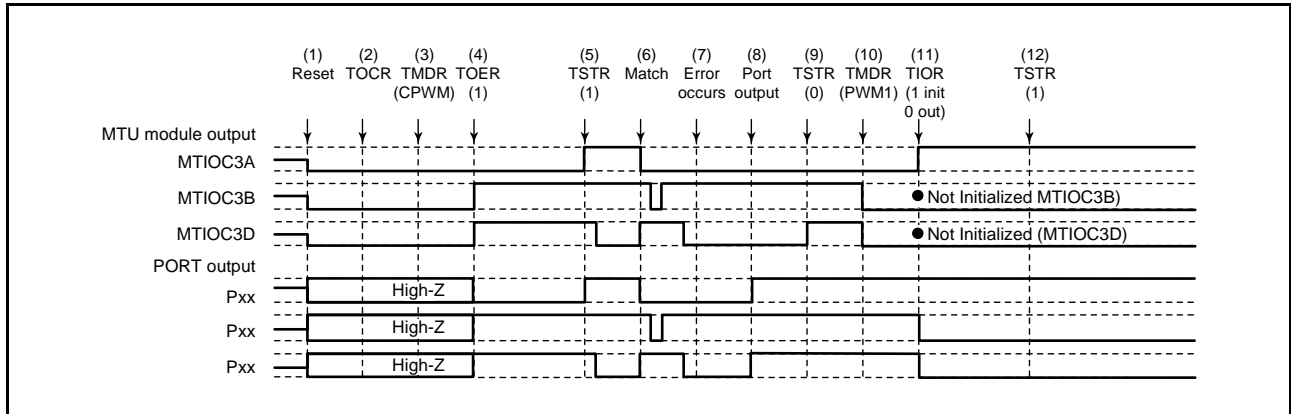 (1) (2) (3) (4) (5) (6) (7) (8) (9) (10) (11) (12)
Reset TOCR TMDR TOER TSTR Match Error Port TSTR TMDR TIOR TSTR
(CPWM) (1) (1) occurs output (0) (PWM1) (1 init (1)
0 out)
MTU module output
MTIOC3A
MTIOC3B ● Not Initialized MTIOC3B)
MTIOC3D ● Not Initialized (MTIOC3D)
PORT output
Pxx High-Z
Pxx High-Z
Pxx High-Z